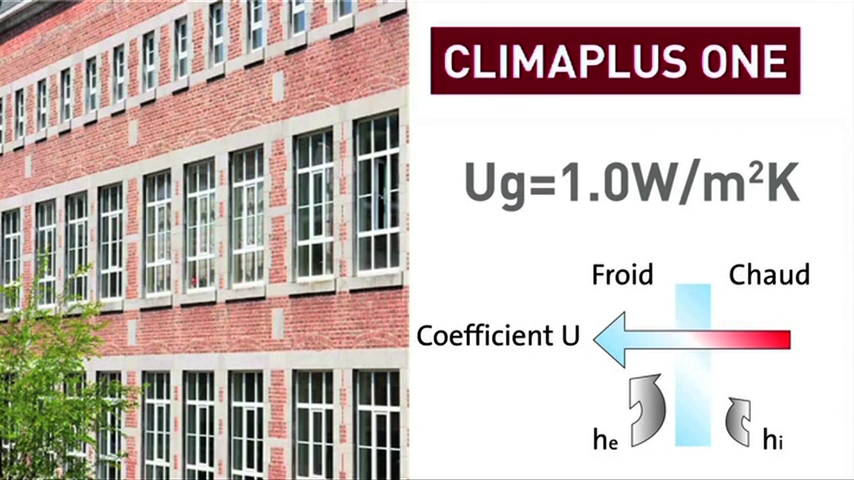 CLIMAPLUS ONE
Ug=1.0W/m²K
Froid Chaud
Coefficient U
he hi